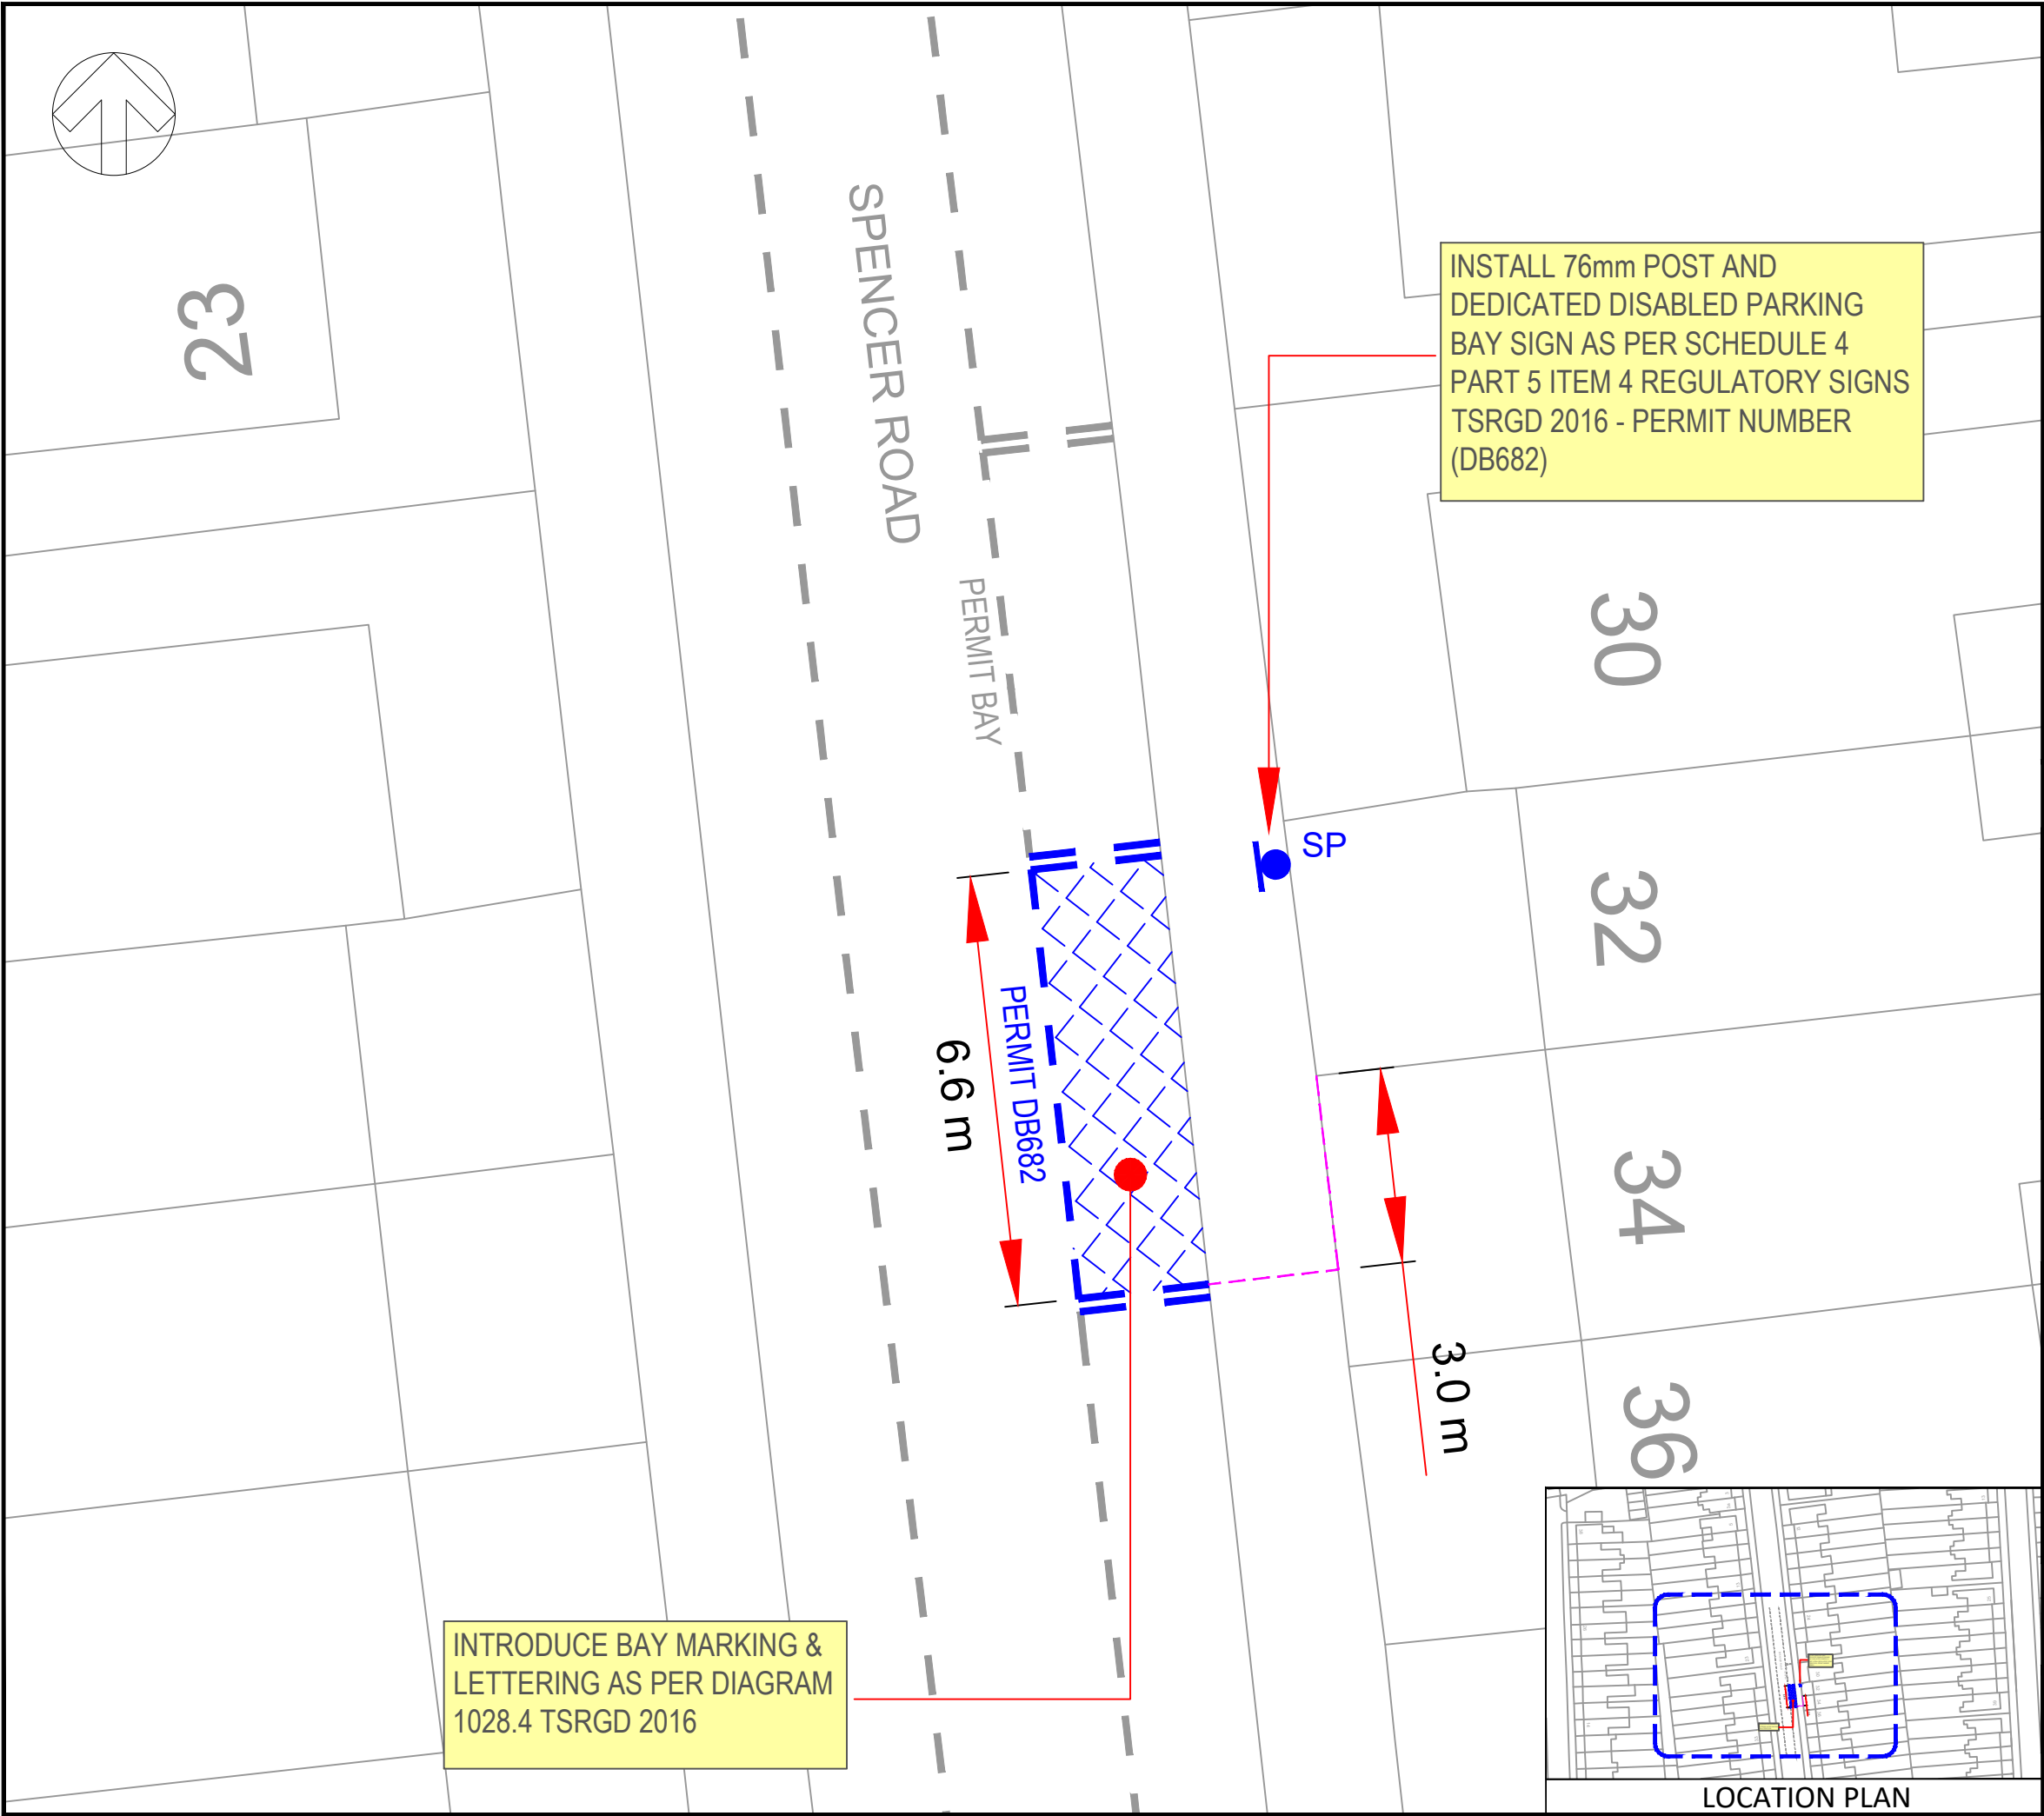 23
SPENCER ROAD
INSTALL 76mm POST AND
DEDICATED DISABLED PARKING
BAY SIGN AS PER SCHEDULE 4
PART 5 ITEM 4 REGULATORY SIGNS
TSRGD 2016 - PERMIT NUMBER
(DB682)
PERMIT BAY
30
SP
32
6.6 m
PERMIT DB682
34
3.0 m
36
INTRODUCE BAY MARKING &
LETTERING AS PER DIAGRAM
1028.4 TSRGD 2016
LOCATION PLAN